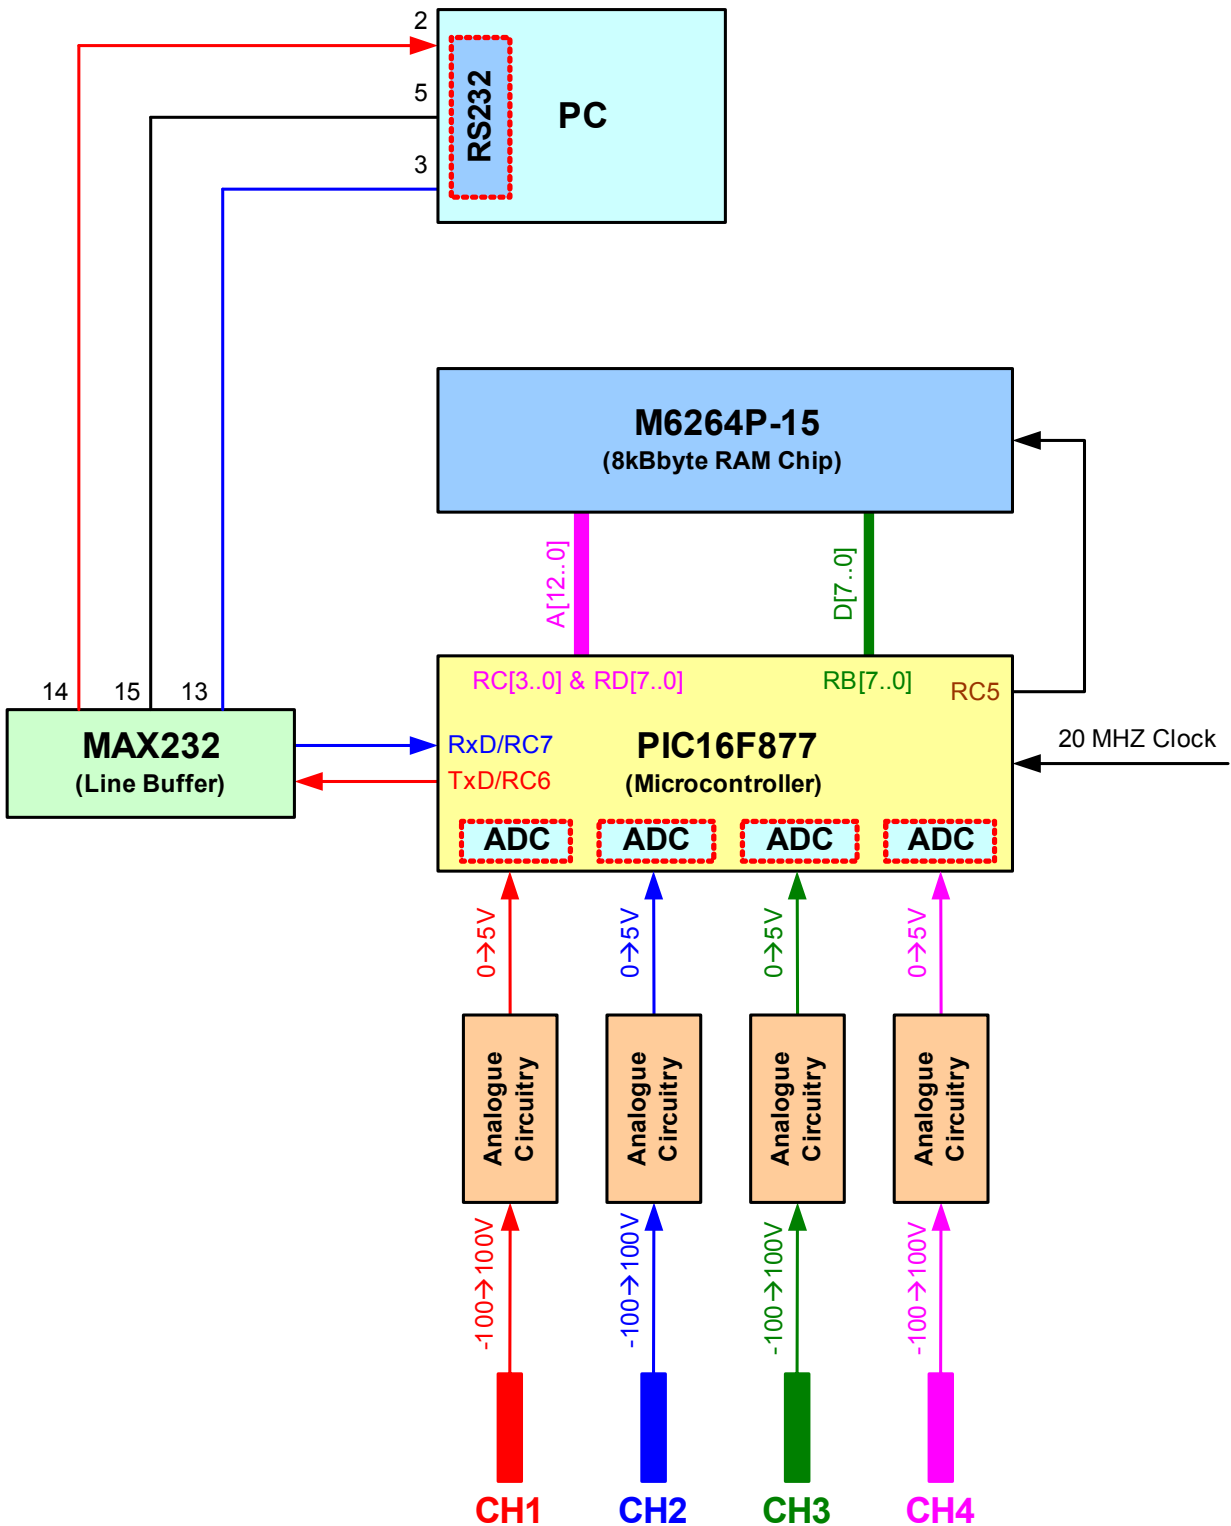 2
5
3
RS232
PC
M6264P-15
(8kBbyte RAM Chip)
A[12..0]
D[7..0]
RC[3..0] & RD[7..0]
RB[7..0]
RC5
14
15
13
MAX232
(Line Buffer)
RxD/RC7
TxD/RC6
PIC16F877
(Microcontroller)
20 MHZ Clock
ADC
ADC
ADC
ADC
0→5V
0→5V
0→5V
0→5V
Analogue
Circuitry
Analogue
Circuitry
Analogue
Circuitry
Analogue
Circuitry
-100→100V
-100→100V
-100→100V
-100→100V
CH1
CH2
CH3
CH4